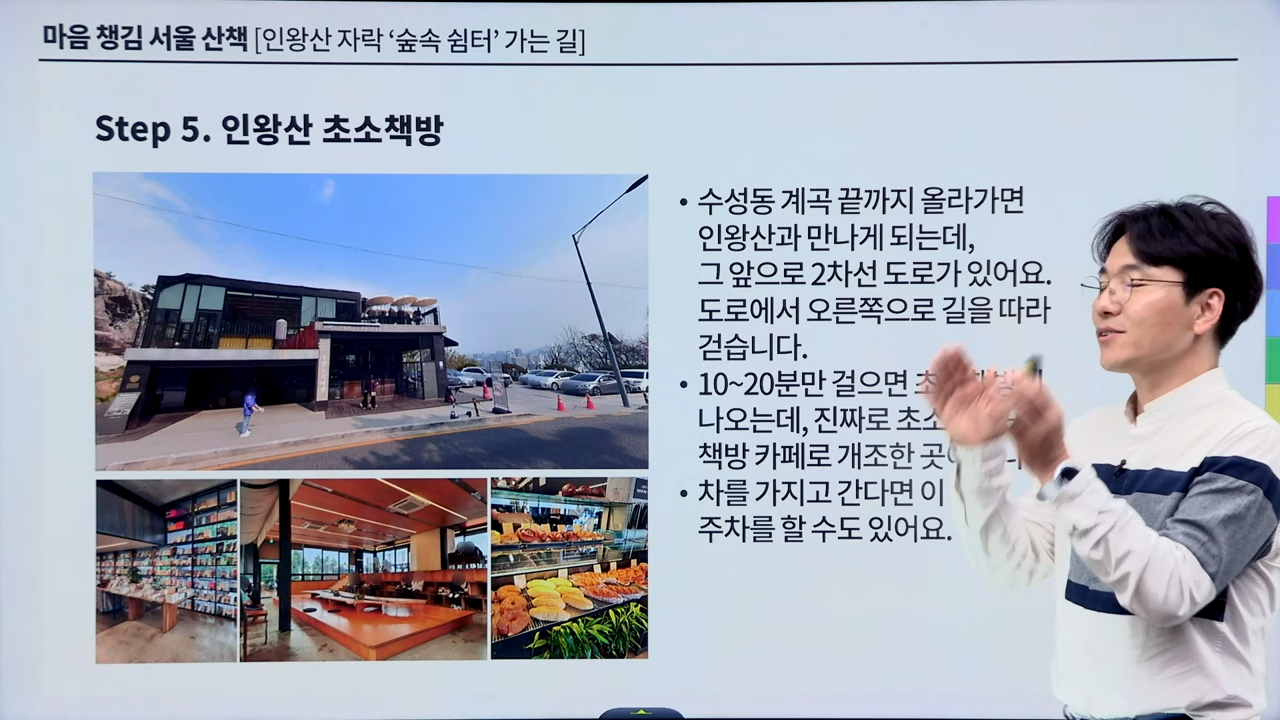 마음 챙김 서울 산책 [인왕산 자락 ‘숲속 쉼터’ 가는 길]
Step 5. 인왕산 초소책방
• 수성동 계곡 끝까지 올라가면
인왕산과 만나게 되는데,
그 앞으로 2차선 도로가 있어요.
도로에서 오른쪽으로 길을 따라
걷습니다.
• 10~20분만 걸으면
나오는데, 진짜로
책방 카페로 개조한
• 차를 가지고 간다면 이
주차를 할 수도 있어요.